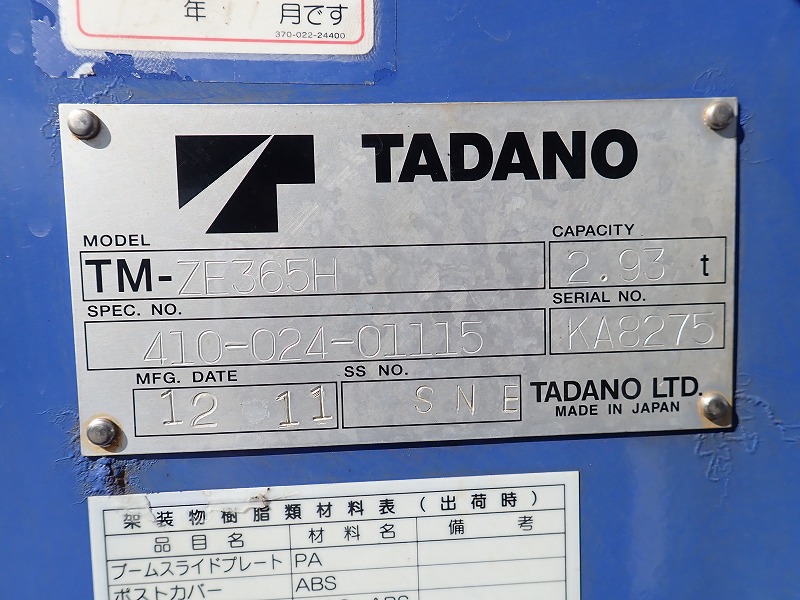 年 月です
370-022-24400
TADANO
MODEL
TM-ZE365H
CAPACITY
2.93 t
SPEC. NO.
410-024-01115
SERIAL NO.
KA8275
MFG. DATE
12 11
SS NO.
SNE
TADANO LTD.
MADE IN JAPAN
架装物樹脂類材料表(出荷時)
品目名 材料名 備考
ブームスライドプレート PA
ポストカバー ABS